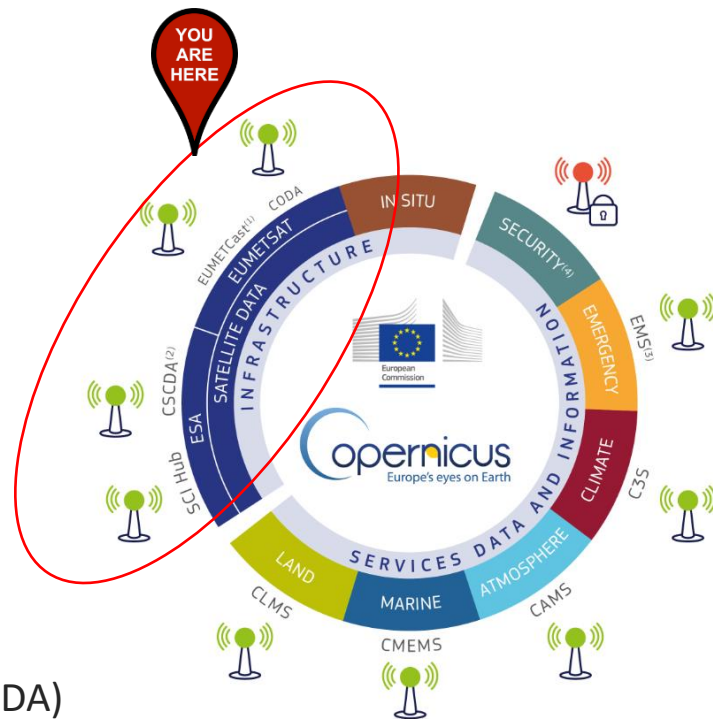 YOU
ARE
HERE
CODA
EUMETCast(1)
EUMETSAT
SATELLITE DATA
INFRASTRUCTURE
IN SITU
CSCDA(2)
ESA
SCI Hub
SECURITY(4)
EMERGENCY
EMS(3)
CLIMATE
C3S
ATMOSPHERE
CAMS
MARINE
CMEMS
LAND
CLMS
SERVICES DATA AND INFORMATION
European
Commission
opernicus
Europe's eyes on Earth
DA)